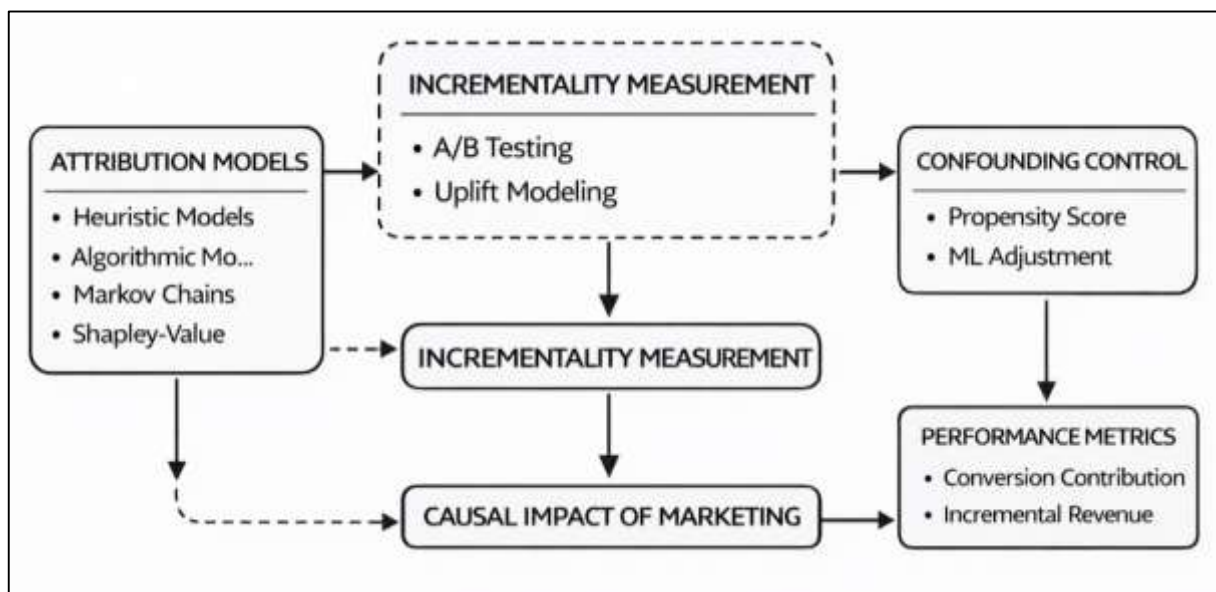 INCREMENTALITY MEASUREMENT
• A/B Testing
• Uplift Modeling
ATTRIBUTION MODELS
• Heuristic Models
• Algorithmic Mo...
• Markov Chains
• Shapley-Value
CONFOUNDING CONTROL
• Propensity Score
• ML Adjustment
INCREMENTALITY MEASUREMENT
CAUSAL IMPACT OF MARKETING
PERFORMANCE METRICS
• Conversion Contribution
• Incremental Revenue